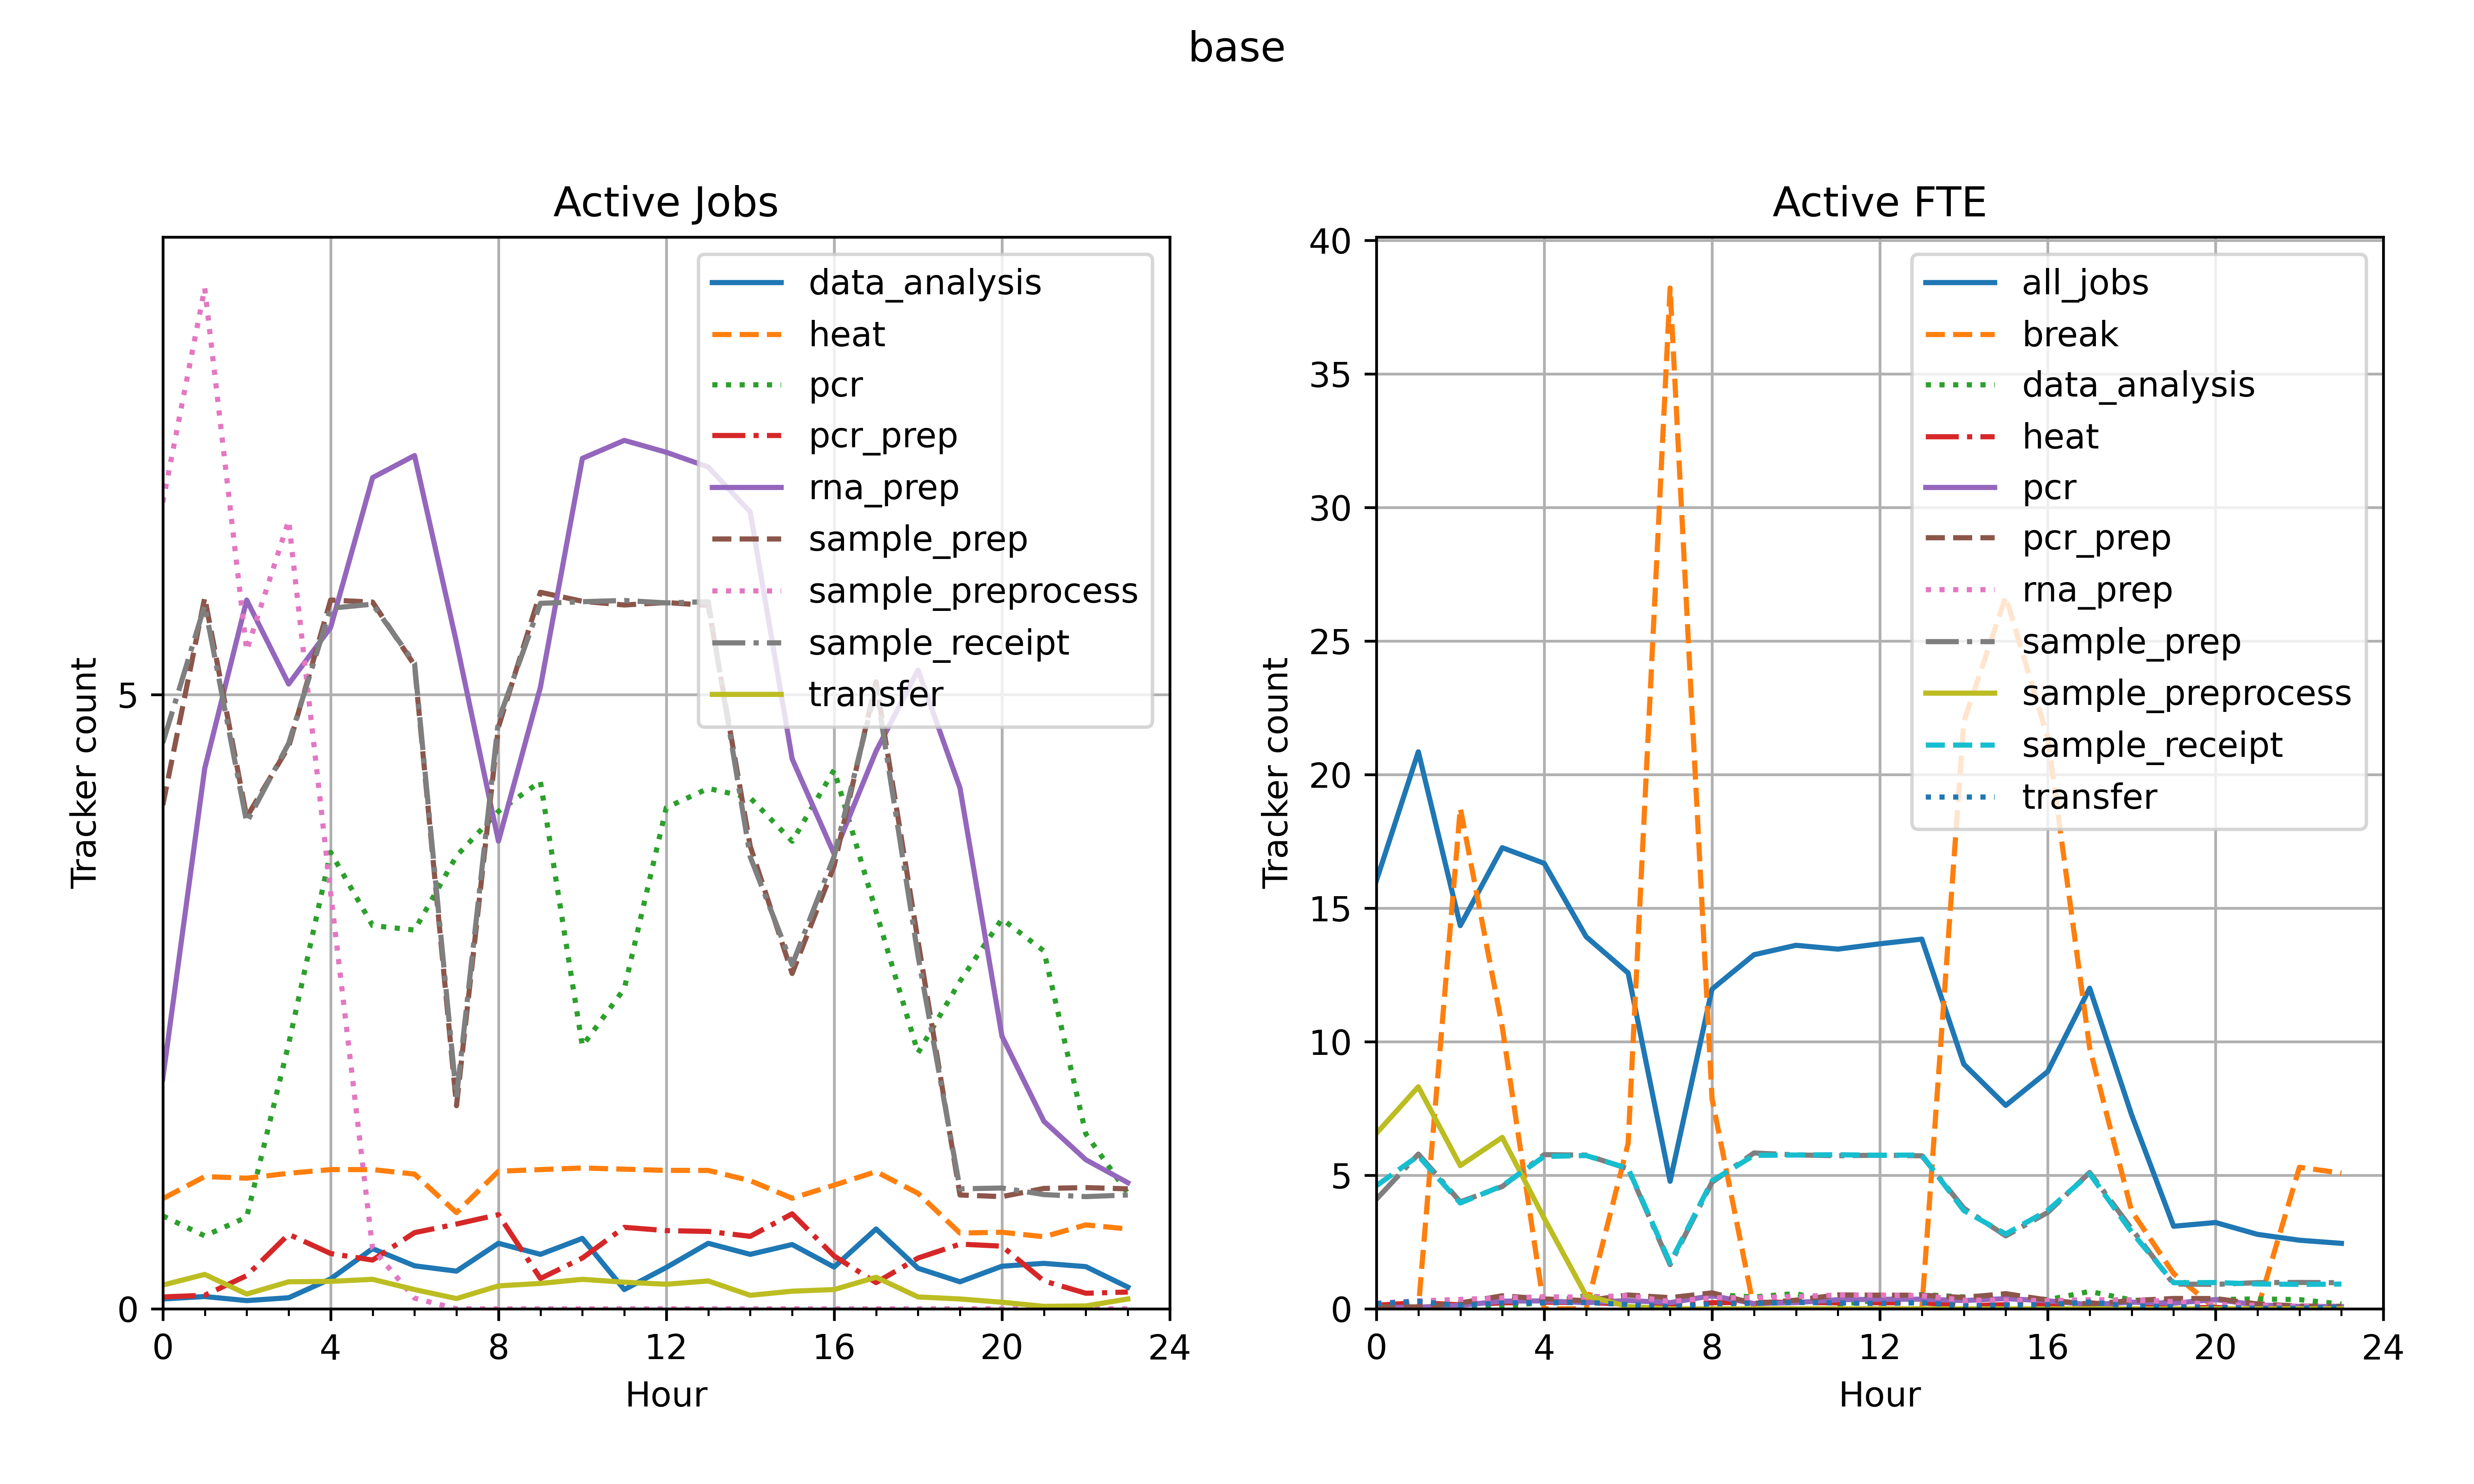 base
Active Jobs
Tracker count
5
0
0 4 8 12 16 20 24
Hour
data_analysis
heat
pcr
pcr_prep
rna_prep
sample_prep
sample_preprocess
sample_receipt
transfer
Active FTE
Tracker count
40
35
30
25
20
15
10
5
0
0 4 8 12 16 20 24
Hour
all_jobs
break
data_analysis
heat
pcr
pcr_prep
rna_prep
sample_prep
sample_preprocess
sample_receipt
transfer